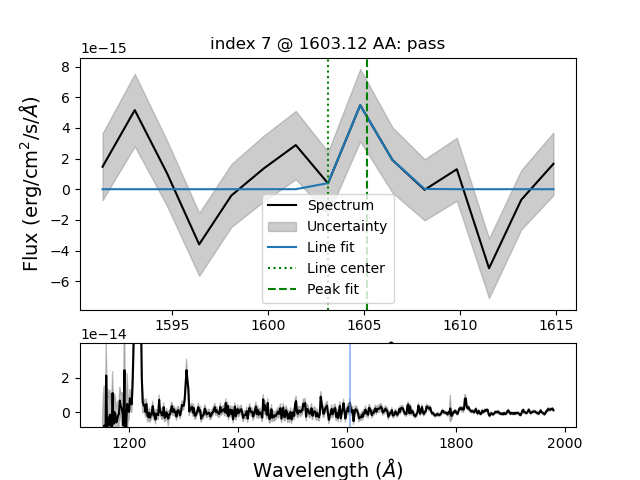 index 7 @ 1603.12 AA: pass
1e−15
8
6
4
2
0
−2
−4
−6
Flux (erg/cm²/s/Å)
Spectrum
Uncertainty
Line fit
Line center
Peak fit
1595 1600 1605 1610 1615
1e−14
2
0
1200 1400 1600 1800 2000
Wavelength (Å)